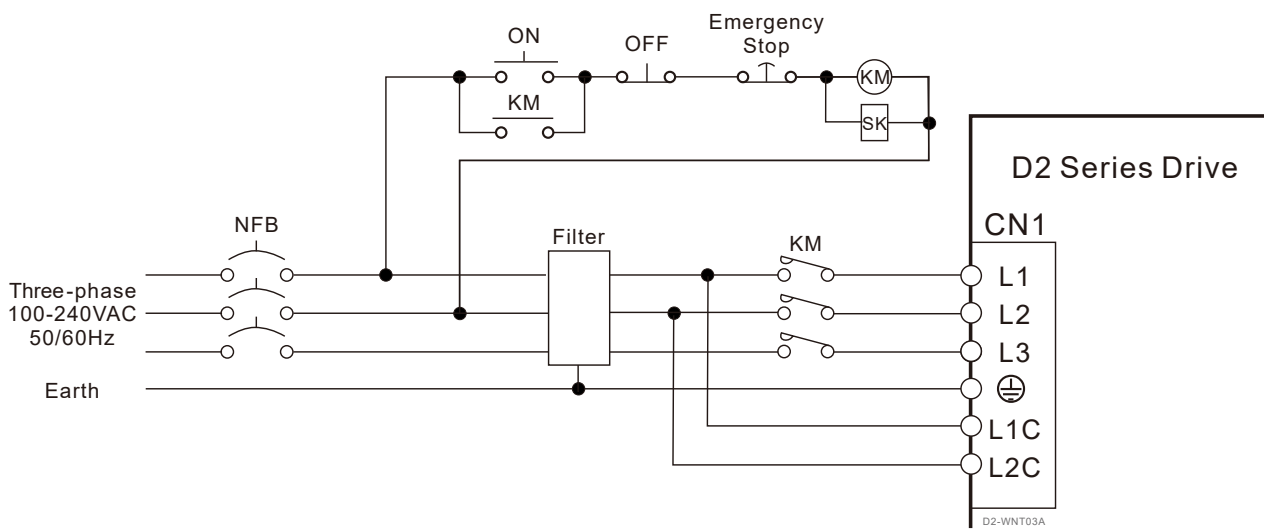 ON
OFF
Emergency
Stop
KM
KM
SK
D2 Series Drive
CN1
NFB
Filter
KM
Three-phase
100-240VAC
50/60Hz
Earth
L1
L2
L3
L1C
L2C
D2-WNT03A